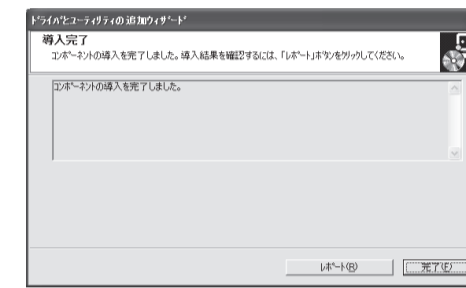 ﾄﾞﾗｲﾊﾞとﾕｰﾃｨﾘﾃｨの追加ｳｨｻﾞｰﾄﾞ
導入完了
ｺﾝﾎﾟｰﾈﾝﾄの導入を完了しました。導入結果を確認するには、「ﾚﾎﾟｰﾄ」ﾎﾞﾀﾝをｸﾘｯｸしてください。
ｺﾝﾎﾟｰﾈﾝﾄの導入を完了しました。
ﾚﾎﾟｰﾄ(R)
完了(F)